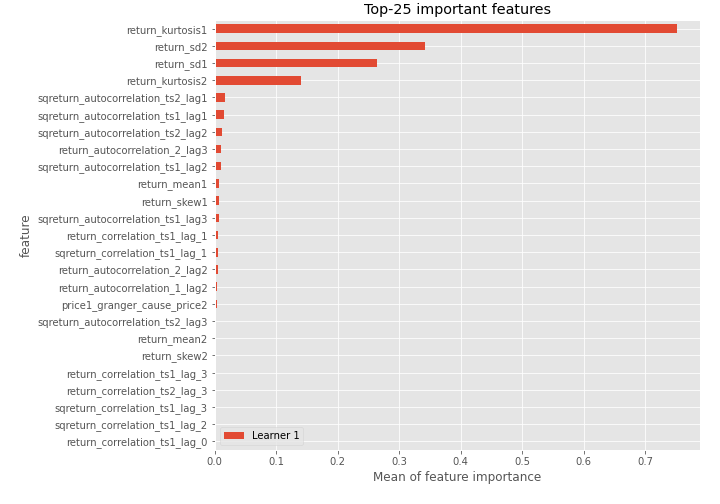 Top-25 important features
return_kurtosis1
return_sd2
return_sd1
return_kurtosis2
sqreturn_autocorrelation_ts2_lag1
sqreturn_autocorrelation_ts1_lag1
sqreturn_autocorrelation_ts2_lag2
return_autocorrelation_2_lag3
sqreturn_autocorrelation_ts1_lag2
return_mean1
return_skew1
sqreturn_autocorrelation_ts1_lag3
return_correlation_ts1_lag_1
sqreturn_correlation_ts1_lag_1
return_autocorrelation_2_lag2
return_autocorrelation_1_lag2
price1_granger_cause_price2
sqreturn_autocorrelation_ts2_lag3
return_mean2
return_skew2
return_correlation_ts1_lag_3
return_correlation_ts2_lag_3
sqreturn_correlation_ts1_lag_3
sqreturn_correlation_ts1_lag_2
return_correlation_ts1_lag_0
feature
Learner 1
0.0 0.1 0.2 0.3 0.4 0.5 0.6 0.7
Mean of feature importance